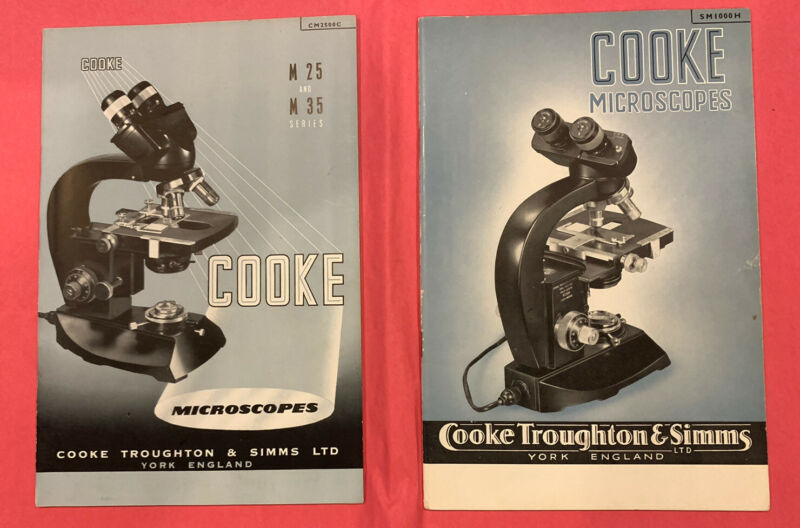 CM2500C
COOKE
M 25
AND
M 35
SERIES
COOKE
MICROSCOPES
COOKE TROUGHTON & SIMMS LTD
YORK ENGLAND
SM1000H
COOKE
MICROSCOPES
Cooke Troughton & Simms
LTD
YORK ENGLAND